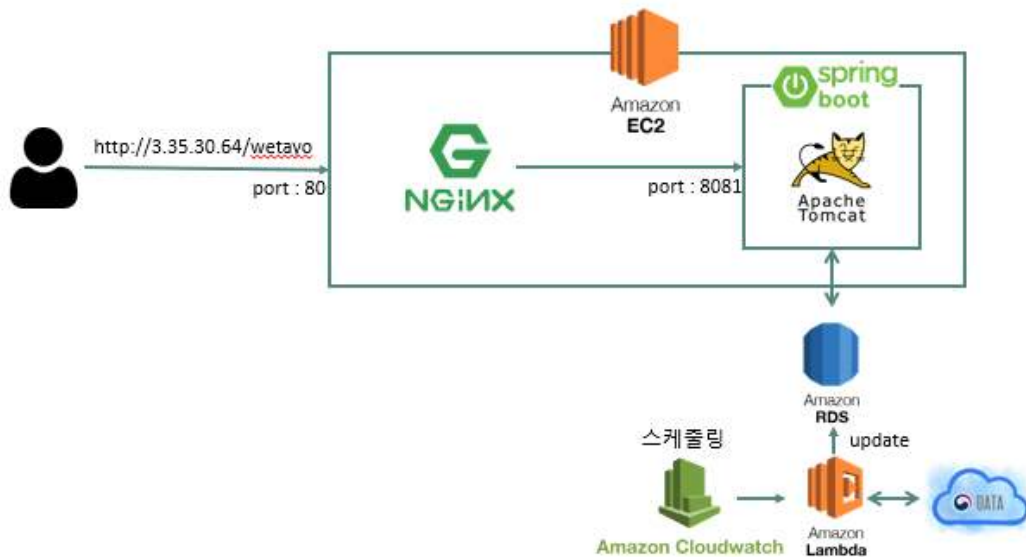 Amazon
EC2
spring
boot
http://3.35.30.64/wetayo
port : 80
NGiNX
port : 8081
Apache
Tomcat
Amazon
RDS
스케줄링
update
DATA
Amazon Cloudwatch
Amazon
Lambda